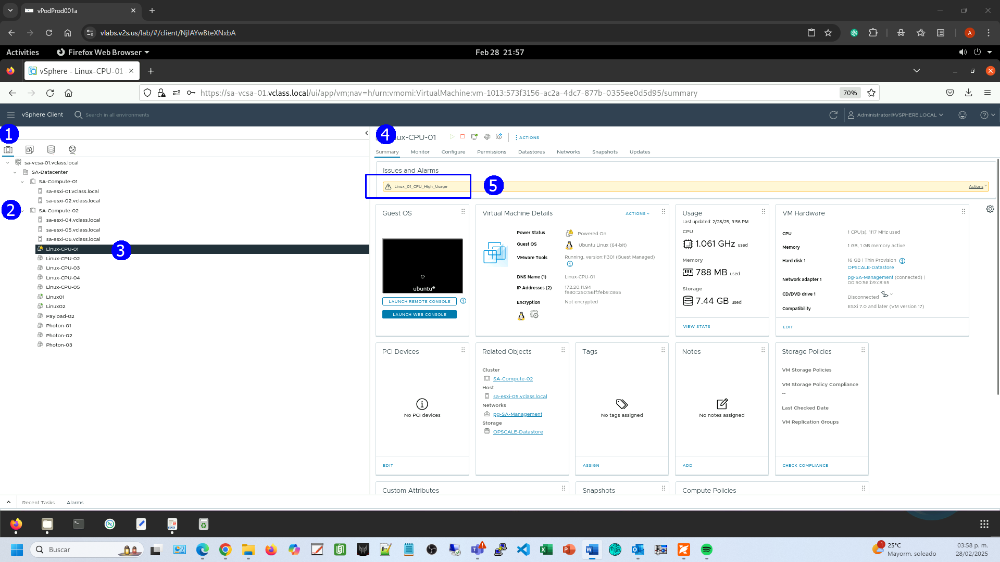 vPodProd001a
vlabs.v2s.us/lab/#/client/NjIAYwBteXNxbA
A
Activities
Firefox Web Browser
Feb 28 21:57
vSphere - Linux-CPU-01
https://sa-vcsa-01.vclass.local/ui/app/vm;nav=h/urn:vmomi:VirtualMachine:vm-1013:573f3156-ac2a-4dc7-877b-0355ee0d5d95/summary
70%
vSphere Client
Search in all environments
Administrator@VSPHERE.LOCAL
1
4
ux-CPU-01
ACTIONS
Summary
Monitor
Configure
Permissions
Datastores
Networks
Snapshots
Updates
sa-vcsa-01.vclass.local
SA-Datacenter
SA-Compute-01
sa-esxi-01.vclass.local
sa-esxi-02.vclass.local
2
SA-Compute-02
sa-esxi-04.vclass.local
sa-esxi-05.vclass.local
sa-esxi-06.vclass.local
Linux-CPU-01
3
Linux-CPU-02
Linux-CPU-03
Linux-CPU-04
Linux-CPU-05
Linux01
Linux02
Payload-02
Photon-01
Photon-02
Photon-03
Issues and Alarms
Linux_01_CPU_High_Usage
5
Actions
Guest OS
ubuntu®
LAUNCH REMOTE CONSOLE
LAUNCH WEB CONSOLE
Virtual Machine Details
ACTIONS
Power Status
Powered On
Guest OS
Ubuntu Linux (64-bit)
VMware Tools
Running, version:11301 (Guest Managed)
DNS Name (1)
Linux-CPU-01
IP Addresses (2)
172.20.11.94
fe80::250:56ff:feb9:c865
Encryption
Not encrypted
Usage
Last updated: 2/28/25, 9:56 PM
CPU
1.061 GHz used
Memory
788 MB used
Storage
7.44 GB used
VIEW STATS
VM Hardware
CPU
1 CPU(s), 1117 MHz used
Memory
1 GB, 1 GB memory active
Hard disk 1
16 GB | Thin Provision
OPSCALE-Datastore
Network adapter 1
pg-SA-Management (connected) |
00:50:56:b9:c8:65
CD/DVD drive 1
Disconnected
Compatibility
ESXi 7.0 and later (VM version 17)
EDIT
PCI Devices
No PCI devices
EDIT
Related Objects
Cluster
SA-Compute-02
Host
sa-esxi-05.vclass.local
Networks
pg-SA-Management
Storage
OPSCALE-Datastore
Tags
No tags assigned
ASSIGN
Notes
No notes assigned
ADD
Storage Policies
VM Storage Policies
VM Storage Policy Compliance
--
Last Checked Date
VM Replication Groups
CHECK COMPLIANCE
Custom Attributes
Snapshots
Compute Policies
Recent Tasks
Alarms
Buscar
1
25°C
Mayorm. soleado
03:58 p. m.
28/02/2025